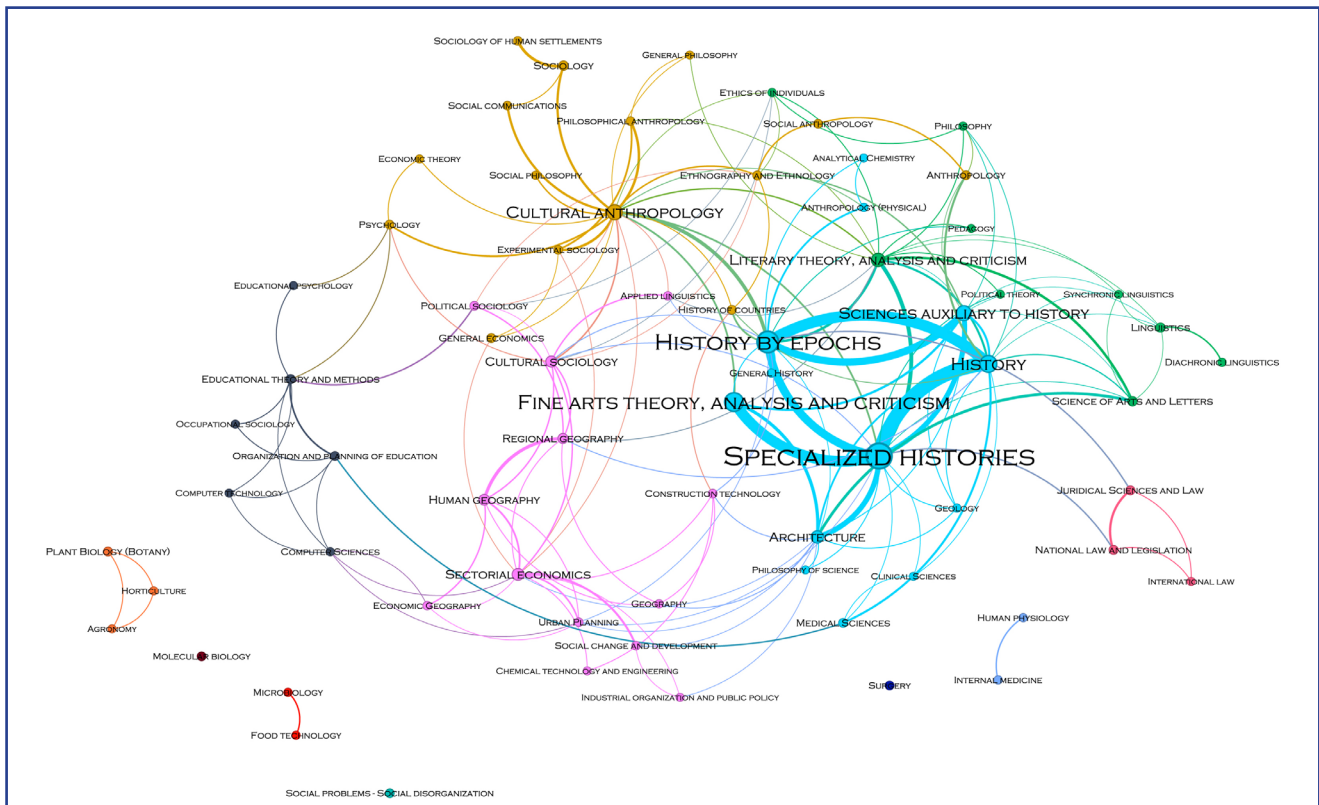 Sociology of human settlements
General philosophy
Sociology
Ethics of individuals
Social communications
Philosophical anthropology
Social anthropology
Philosophy
Economic theory
Analytical Chemistry
Social philosophy
Ethnography and Ethnology
Anthropology
Cultural anthropology
Anthropology (physical)
Psychology
Pedagogy
Experimental sociology
Literary theory, analysis and criticism
Educational psychology
Political sociology
Applied linguistics
Political theory
Synchronic linguistics
History of countries
Sciences auxiliary to history
Linguistics
General economics
History by epochs
Cultural sociology
History
Diachronic linguistics
General History
Educational theory and methods
Fine arts theory, analysis and criticism
Science of Arts and Letters
Occupational sociology
Regional geography
Organization and planning of education
Specialized histories
Computer technology
Human geography
Construction technology
Juridical Sciences and Law
Geology
Architecture
Plant Biology (Botany)
Computer Sciences
National law and legislation
Sectorial economics
Philosophy of science
Clinical Sciences
International law
Horticulture
Economic Geography
Geography
Agronomy
Urban Planning
Medical Sciences
Human physiology
Social change and development
Molecular biology
Chemical technology and engineering
Internal medicine
Surgery
Microbiology
Industrial organization and public policy
Food technology
Social problems - Social disorganization